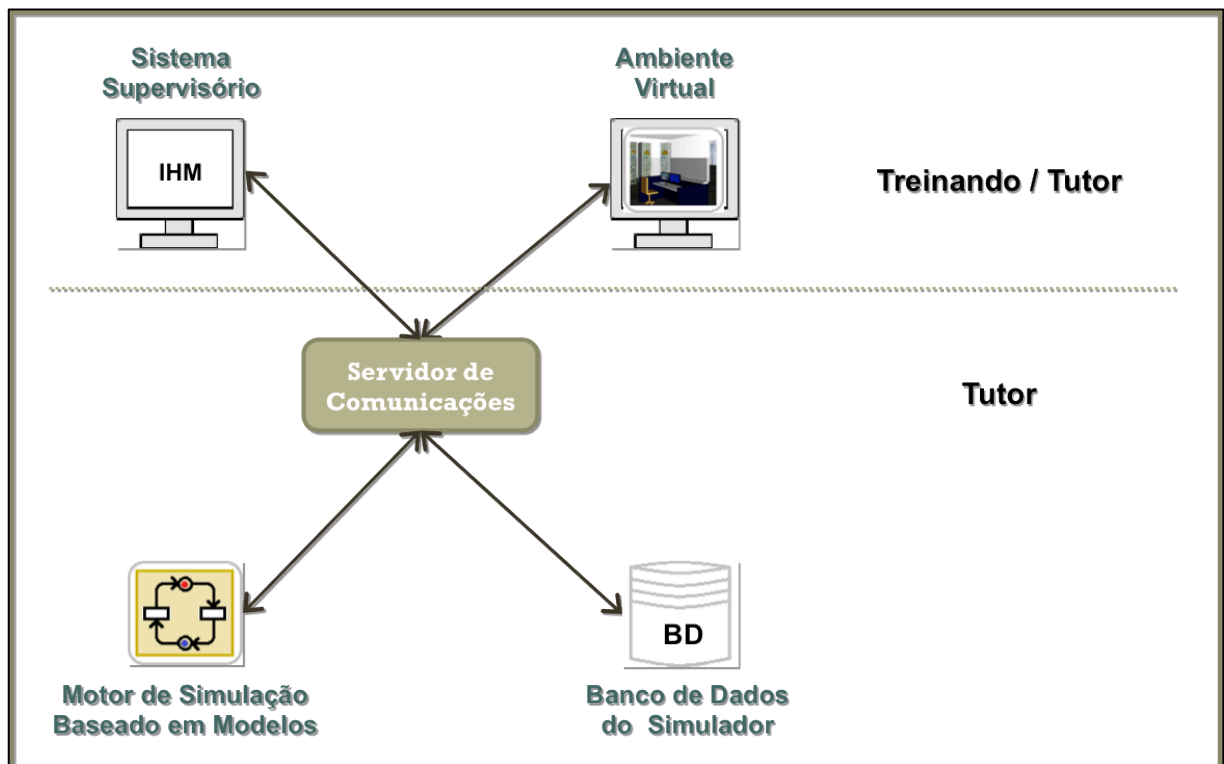 Sistema
Supervisório
Ambiente
Virtual
IHM
Treinando / Tutor
Servidor de
Comunicações
Tutor
BD
Motor de Simulação
Baseado em Modelos
Banco de Dados
do Simulador